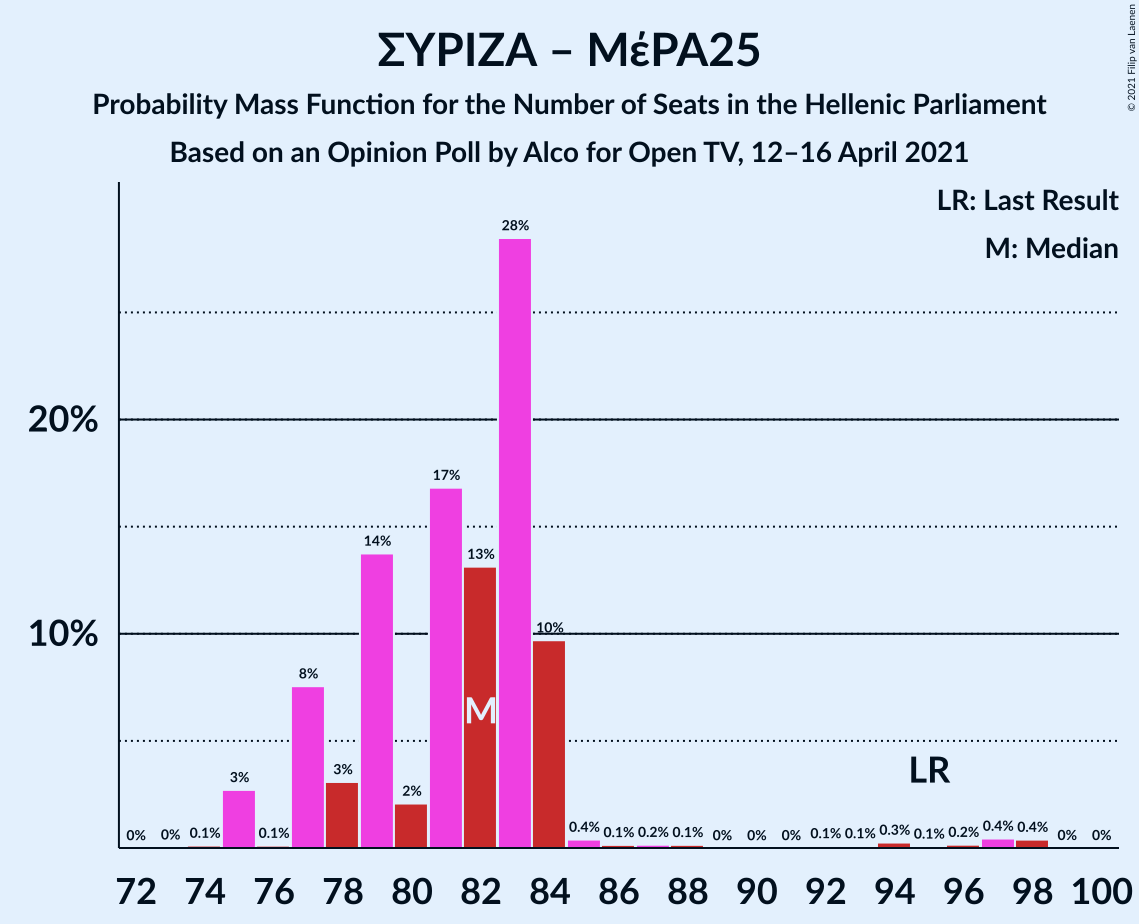 ΣΥΡΙΖΑ – ΜέΡΑ25
Probability Mass Function for the Number of Seats in the Hellenic Parliament
Based on an Opinion Poll by Alco for Open TV, 12–16 April 2021
© 2021 Filip van Laenen
LR: Last Result
M: Median
28%
20%
17%
14%
13%
10%
10%
8%
M
3%
3%
2%
LR
0% 0% 0.1% 0.1% 0.4% 0.1% 0.2% 0.1% 0% 0% 0% 0.1% 0.1% 0.3% 0.1% 0.2% 0.4% 0.4% 0% 0%
72 74 76 78 80 82 84 86 88 90 92 94 96 98 100